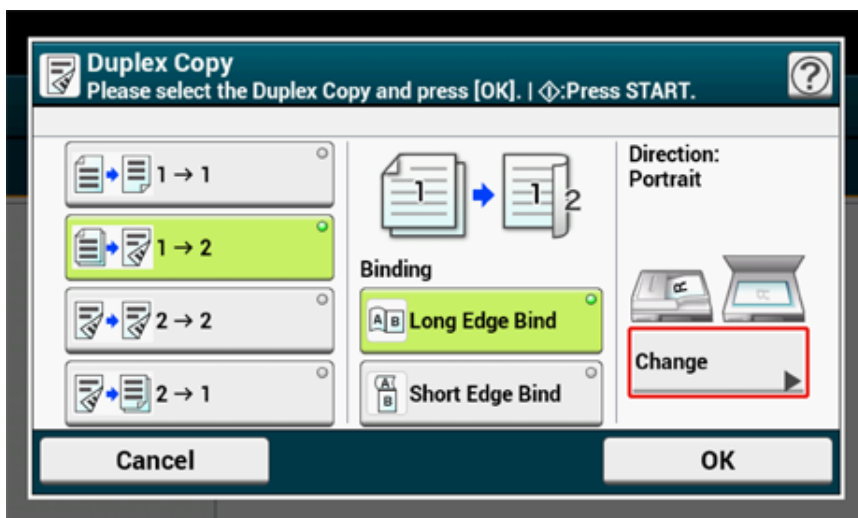 Duplex Copy
Please select the Duplex Copy and press [OK]. | :Press START.
?
1 → 1
1 → 2
2 → 2
2 → 1
1 1 2
Binding
A B Long Edge Bind
A B Short Edge Bind
Direction:
Portrait
R R
Change
Cancel
OK